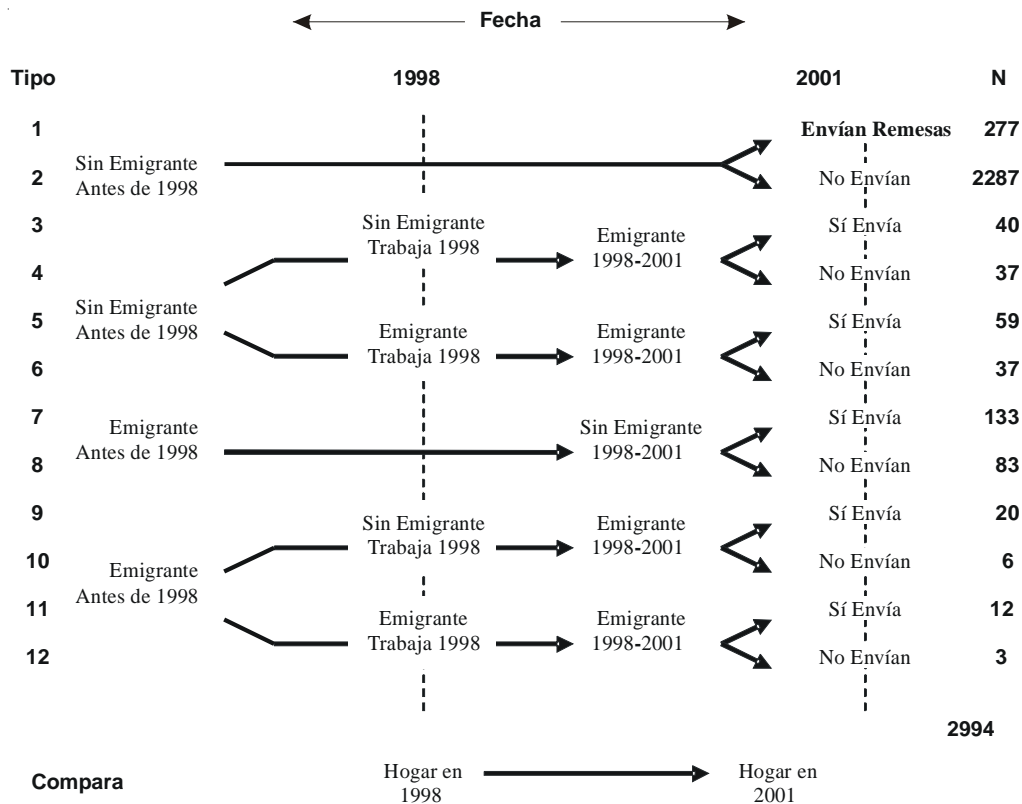 Fecha
Tipo 1998 2001 N
1 Envían Remesas 277
Sin Emigrante
Antes de 1998
2 No Envían 2287
3 Sin Emigrante Sí Envía 40
Trabaja 1998 Emigrante
1998-2001
4 No Envían 37
Sin Emigrante
Antes de 1998
5 Emigrante Sí Envía 59
Trabaja 1998 Emigrante
1998-2001
6 No Envían 37
7 Emigrante Sí Envía 133
Antes de 1998 Sin Emigrante
1998-2001
8 No Envían 83
9 Sin Emigrante Sí Envía 20
Trabaja 1998 Emigrante
1998-2001
10 No Envían 6
Emigrante
Antes de 1998
11 Emigrante Sí Envía 12
Trabaja 1998 Emigrante
1998-2001
12 No Envían 3
2994
Compara Hogar en Hogar en
1998 2001